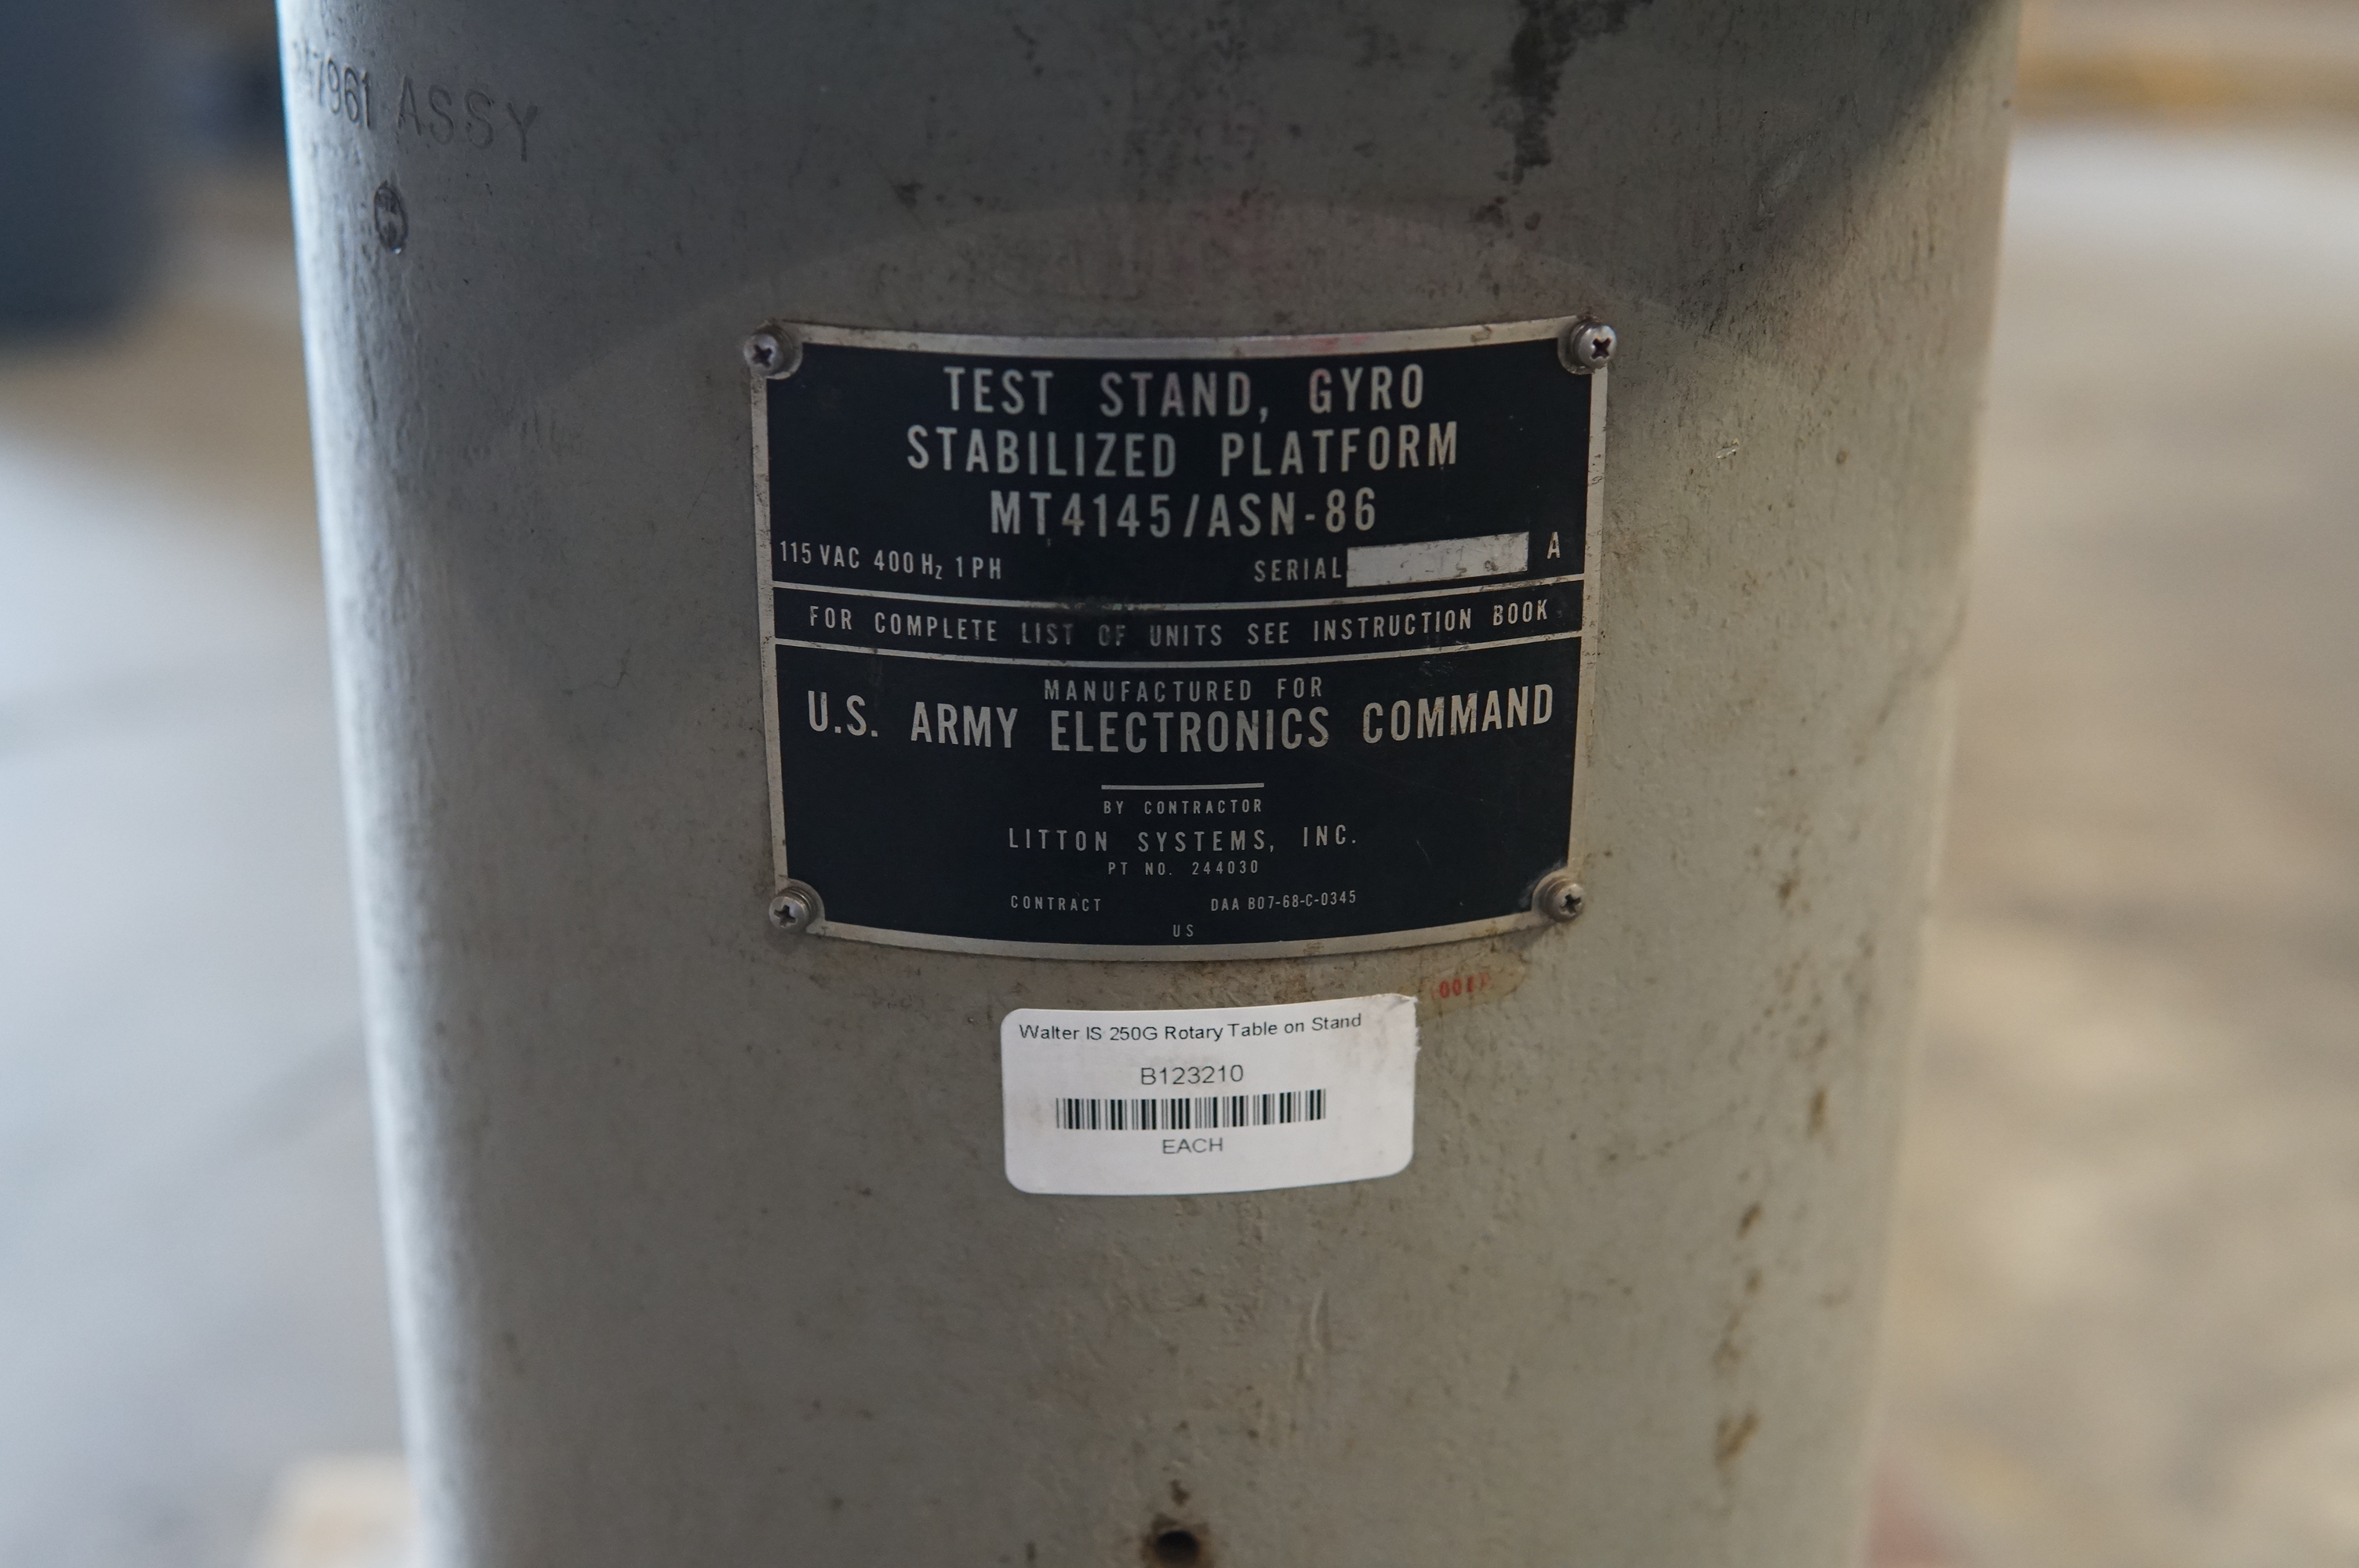 47961 ASSY
TEST STAND, GYRO
STABILIZED PLATFORM
MT4145/ASN-86
115 VAC 400 Hz 1 PH SERIAL A
FOR COMPLETE LIST OF UNITS SEE INSTRUCTION BOOK
MANUFACTURED FOR
U.S. ARMY ELECTRONICS COMMAND
BY CONTRACTOR
LITTON SYSTEMS, INC.
PT NO. 244030
CONTRACT DAA B07-68-C-0345
US
Walter IS 250G Rotary Table on Stand
B123210
EACH